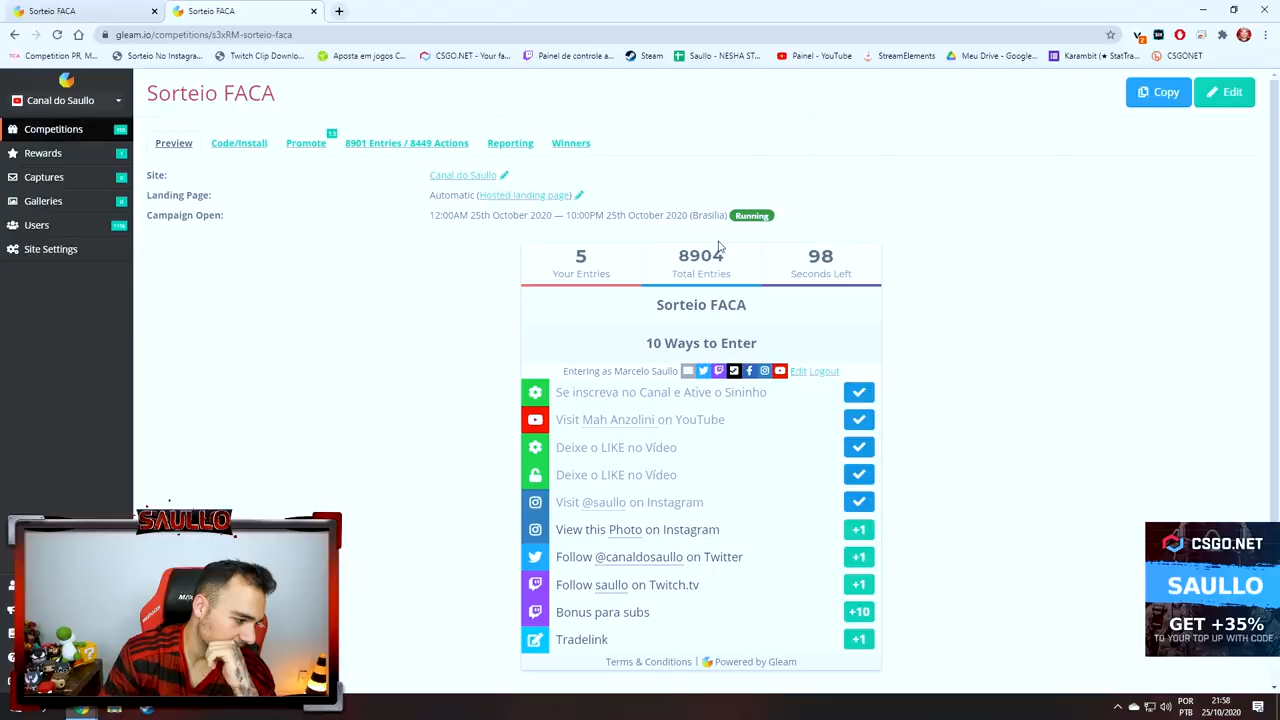 Sorteio FACA
Sorteio FACA
gleam.io/competitivos/s3xRM-sorteio-faca
Competition PR, M...
Sorteio No Instagra...
Twitch Clip Downlo...
Aposta em jogos C...
CSGO.NET - Your fa...
Painel de controle a...
Steam
Saullo - NESHA ST...
Painel - YouTube
StreamElements
Meu Drive - Google...
Karambit (★ StatTra...
CSGONET
Canal do Saullo
Sorteio FACA
Copy
Edit
Competitions
Rewards 1
Captures 0
Galleries 0
Users
Site Settings
Preview
Code/Install
Promote 13
8901 Entries / 8449 Actions
Reporting
Winners
Site: Canal do Saullo
Landing Page: Automatic (Hosted landing page)
Campaign Open: 12:00AM 25th October 2020 — 10:00PM 25th October 2020 (Brasilia) Running
5 8904 98
Your Entries Total Entries Seconds Left
Sorteio FACA
10 Ways to Enter
Entering as Marcelo Saullo Edit Logout
Se inscreva no Canal e Ative o Sininho
Visit Mah Anzolini on YouTube
Deixe o LIKE no Vídeo
Deixe o LIKE no Vídeo
Visit @saullo on Instagram
View this Photo on Instagram +1
Follow @canaldosaullo on Twitter +1
Follow saullo on Twitch.tv +1
Bonus para subs +10
Tradelink +1
Terms & Conditions | Powered by Gleam
SAULLO
CSGO.NET
SAULLO
GET +35%
TO YOUR TOP UP WITH CODE
POR
PTB
21:58
25/10/2020